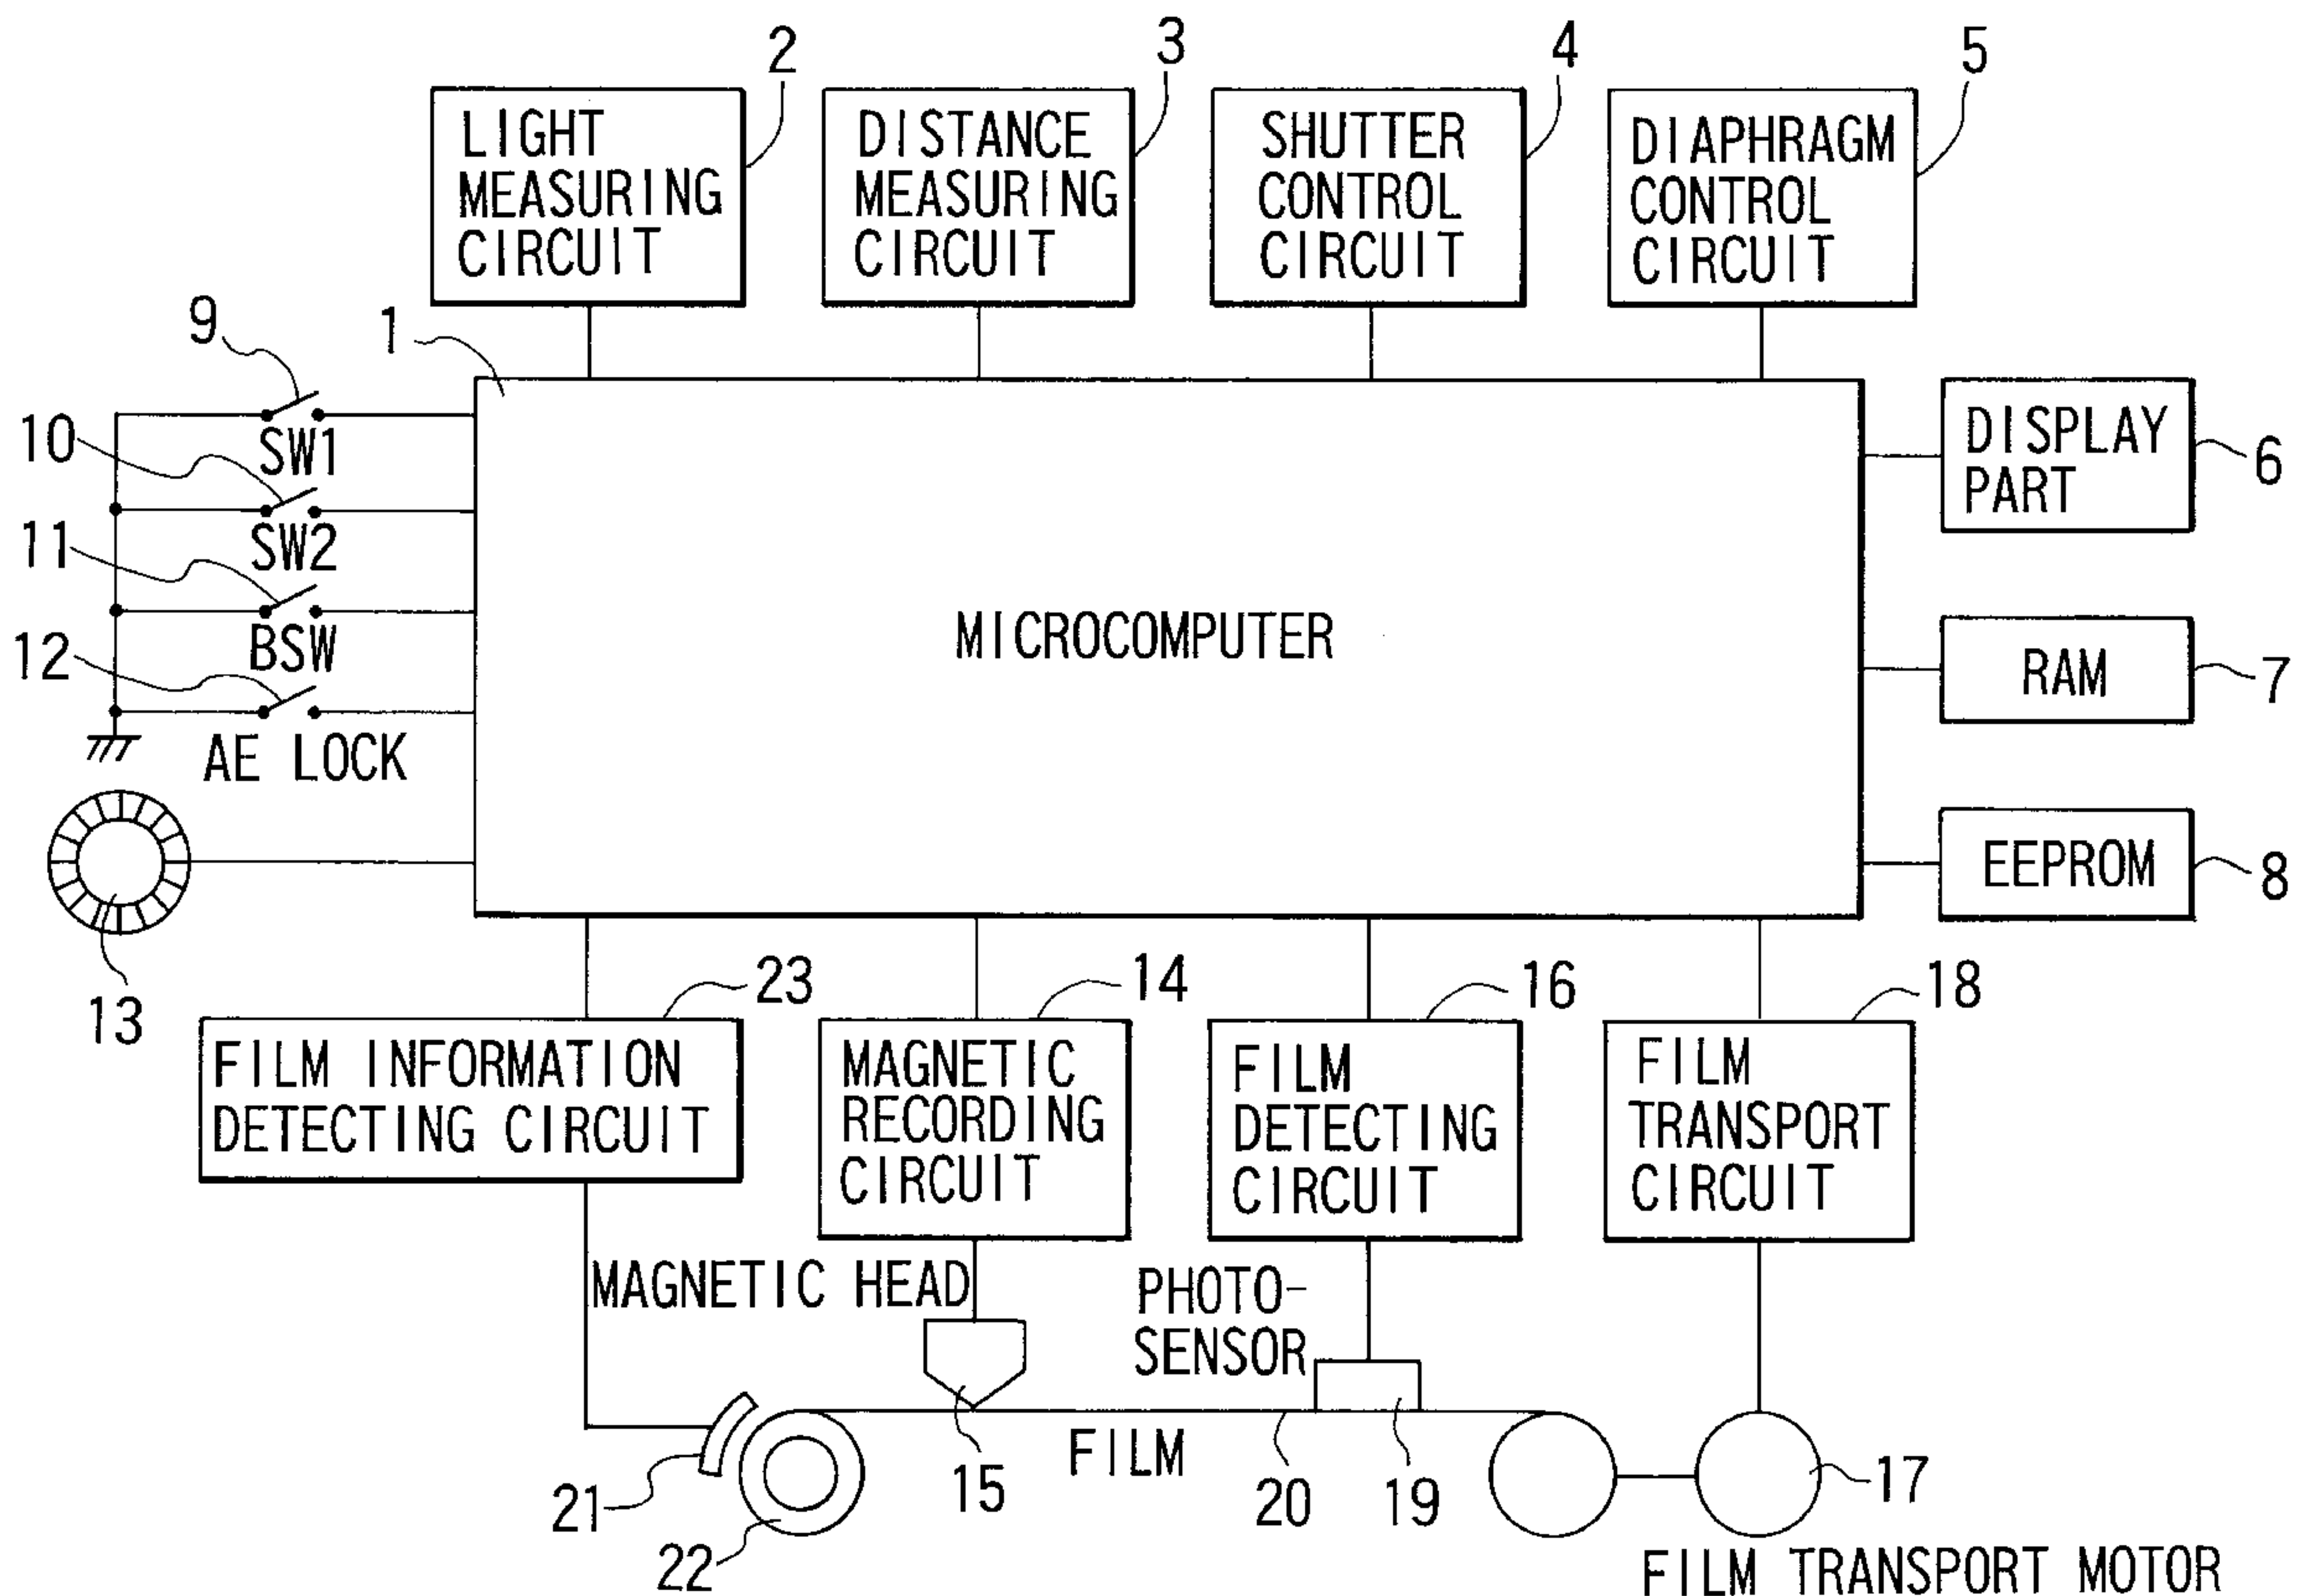 2
3
4
5
LIGHT
MEASURING
CIRCUIT
DISTANCE
MEASURING
CIRCUIT
SHUTTER
CONTROL
CIRCUIT
DIAPHRAGM
CONTROL
CIRCUIT
9
1
10
SW1
11
SW2
12
BSW
AE LOCK
13
MICROCOMPUTER
DISPLAY
PART
6
RAM
7
EEPROM
8
23
14
16
18
FILM INFORMATION
DETECTING CIRCUIT
MAGNETIC
RECORDING
CIRCUIT
FILM
DETECTING
CIRCUIT
FILM
TRANSPORT
CIRCUIT
MAGNETIC HEAD
PHOTO-
SENSOR
21
22
15
FILM
20
19
17
FILM TRANSPORT MOTOR